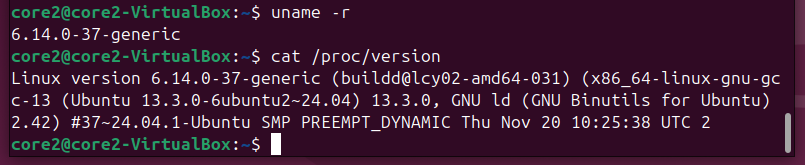 core2@core2-VirtualBox:~$ uname -r
6.14.0-37-generic
core2@core2-VirtualBox:~$ cat /proc/version
Linux version 6.14.0-37-generic (buildd@lcy02-amd64-031) (x86_64-linux-gnu-gc
c-13 (Ubuntu 13.3.0-6ubuntu2~24.04) 13.3.0, GNU ld (GNU Binutils for Ubuntu)
2.42) #37~24.04.1-Ubuntu SMP PREEMPT_DYNAMIC Thu Nov 20 10:25:38 UTC 2
core2@core2-VirtualBox:~$